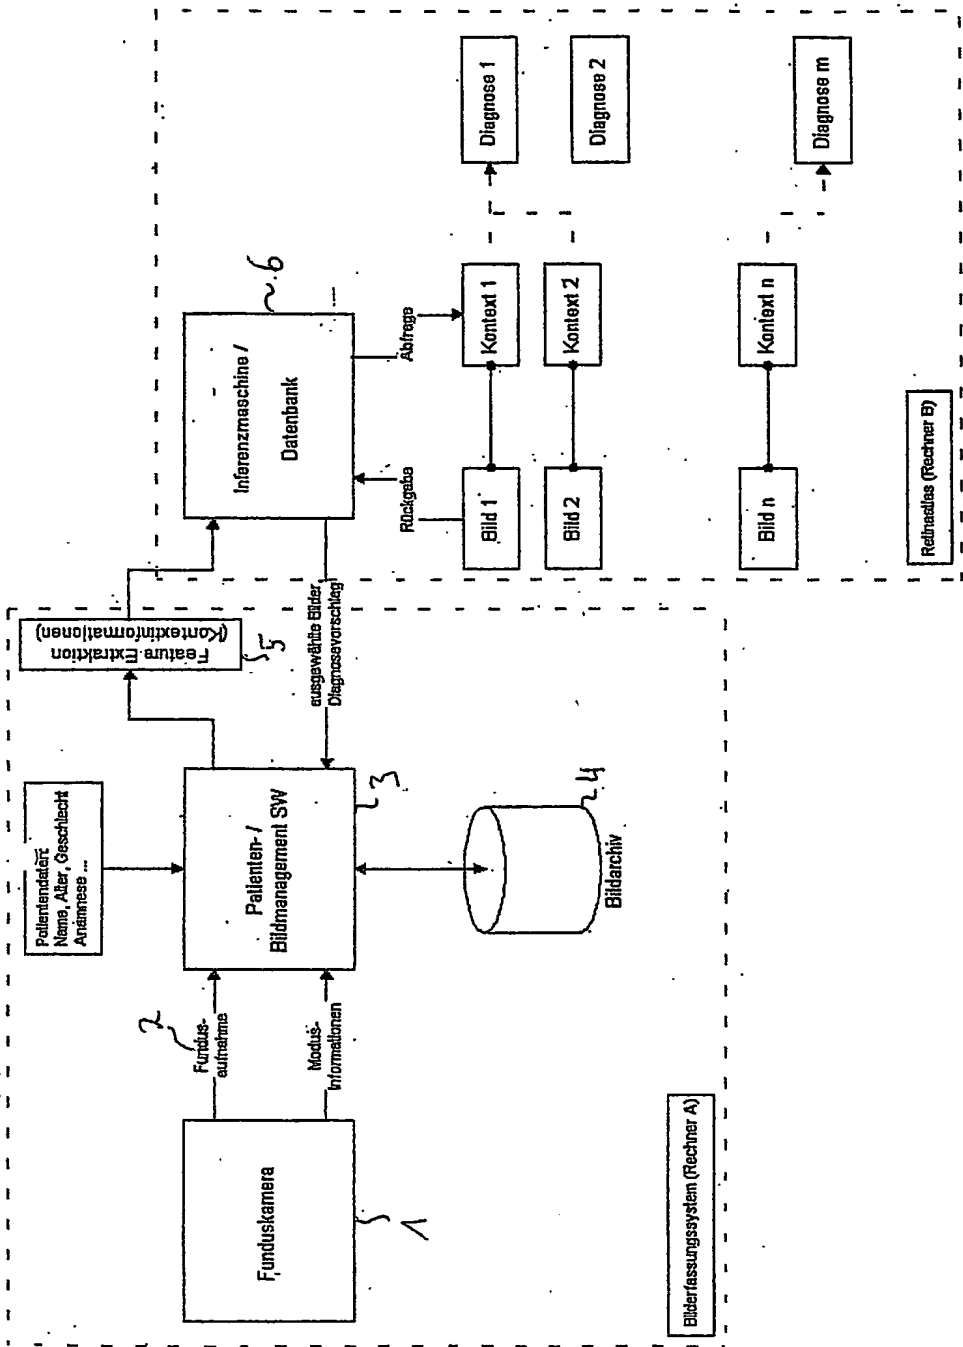 Funduskamera
1
Fundus-
aufnahme
2
Modus-
Informationen
Patientendaten:
Name, Alter, Geschlecht
Anamnese ...
Patienten- /
Bildmanagement SW
3
Bildarchiv
4
Feature-Extraktion
(Kontextinformationen)
5
ausgewählte Bilder,
Diagnosevorschlag
Bilderfassungssystem (Rechner A)
Inferenzmaschine /
Datenbank
6
Rückgabe
Abfrage
Bild 1
Kontext 1
Diagnose 1
Bild 2
Kontext 2
Diagnose 2
Bild n
Kontext n
Diagnose m
Retinaatlas (Rechner B)